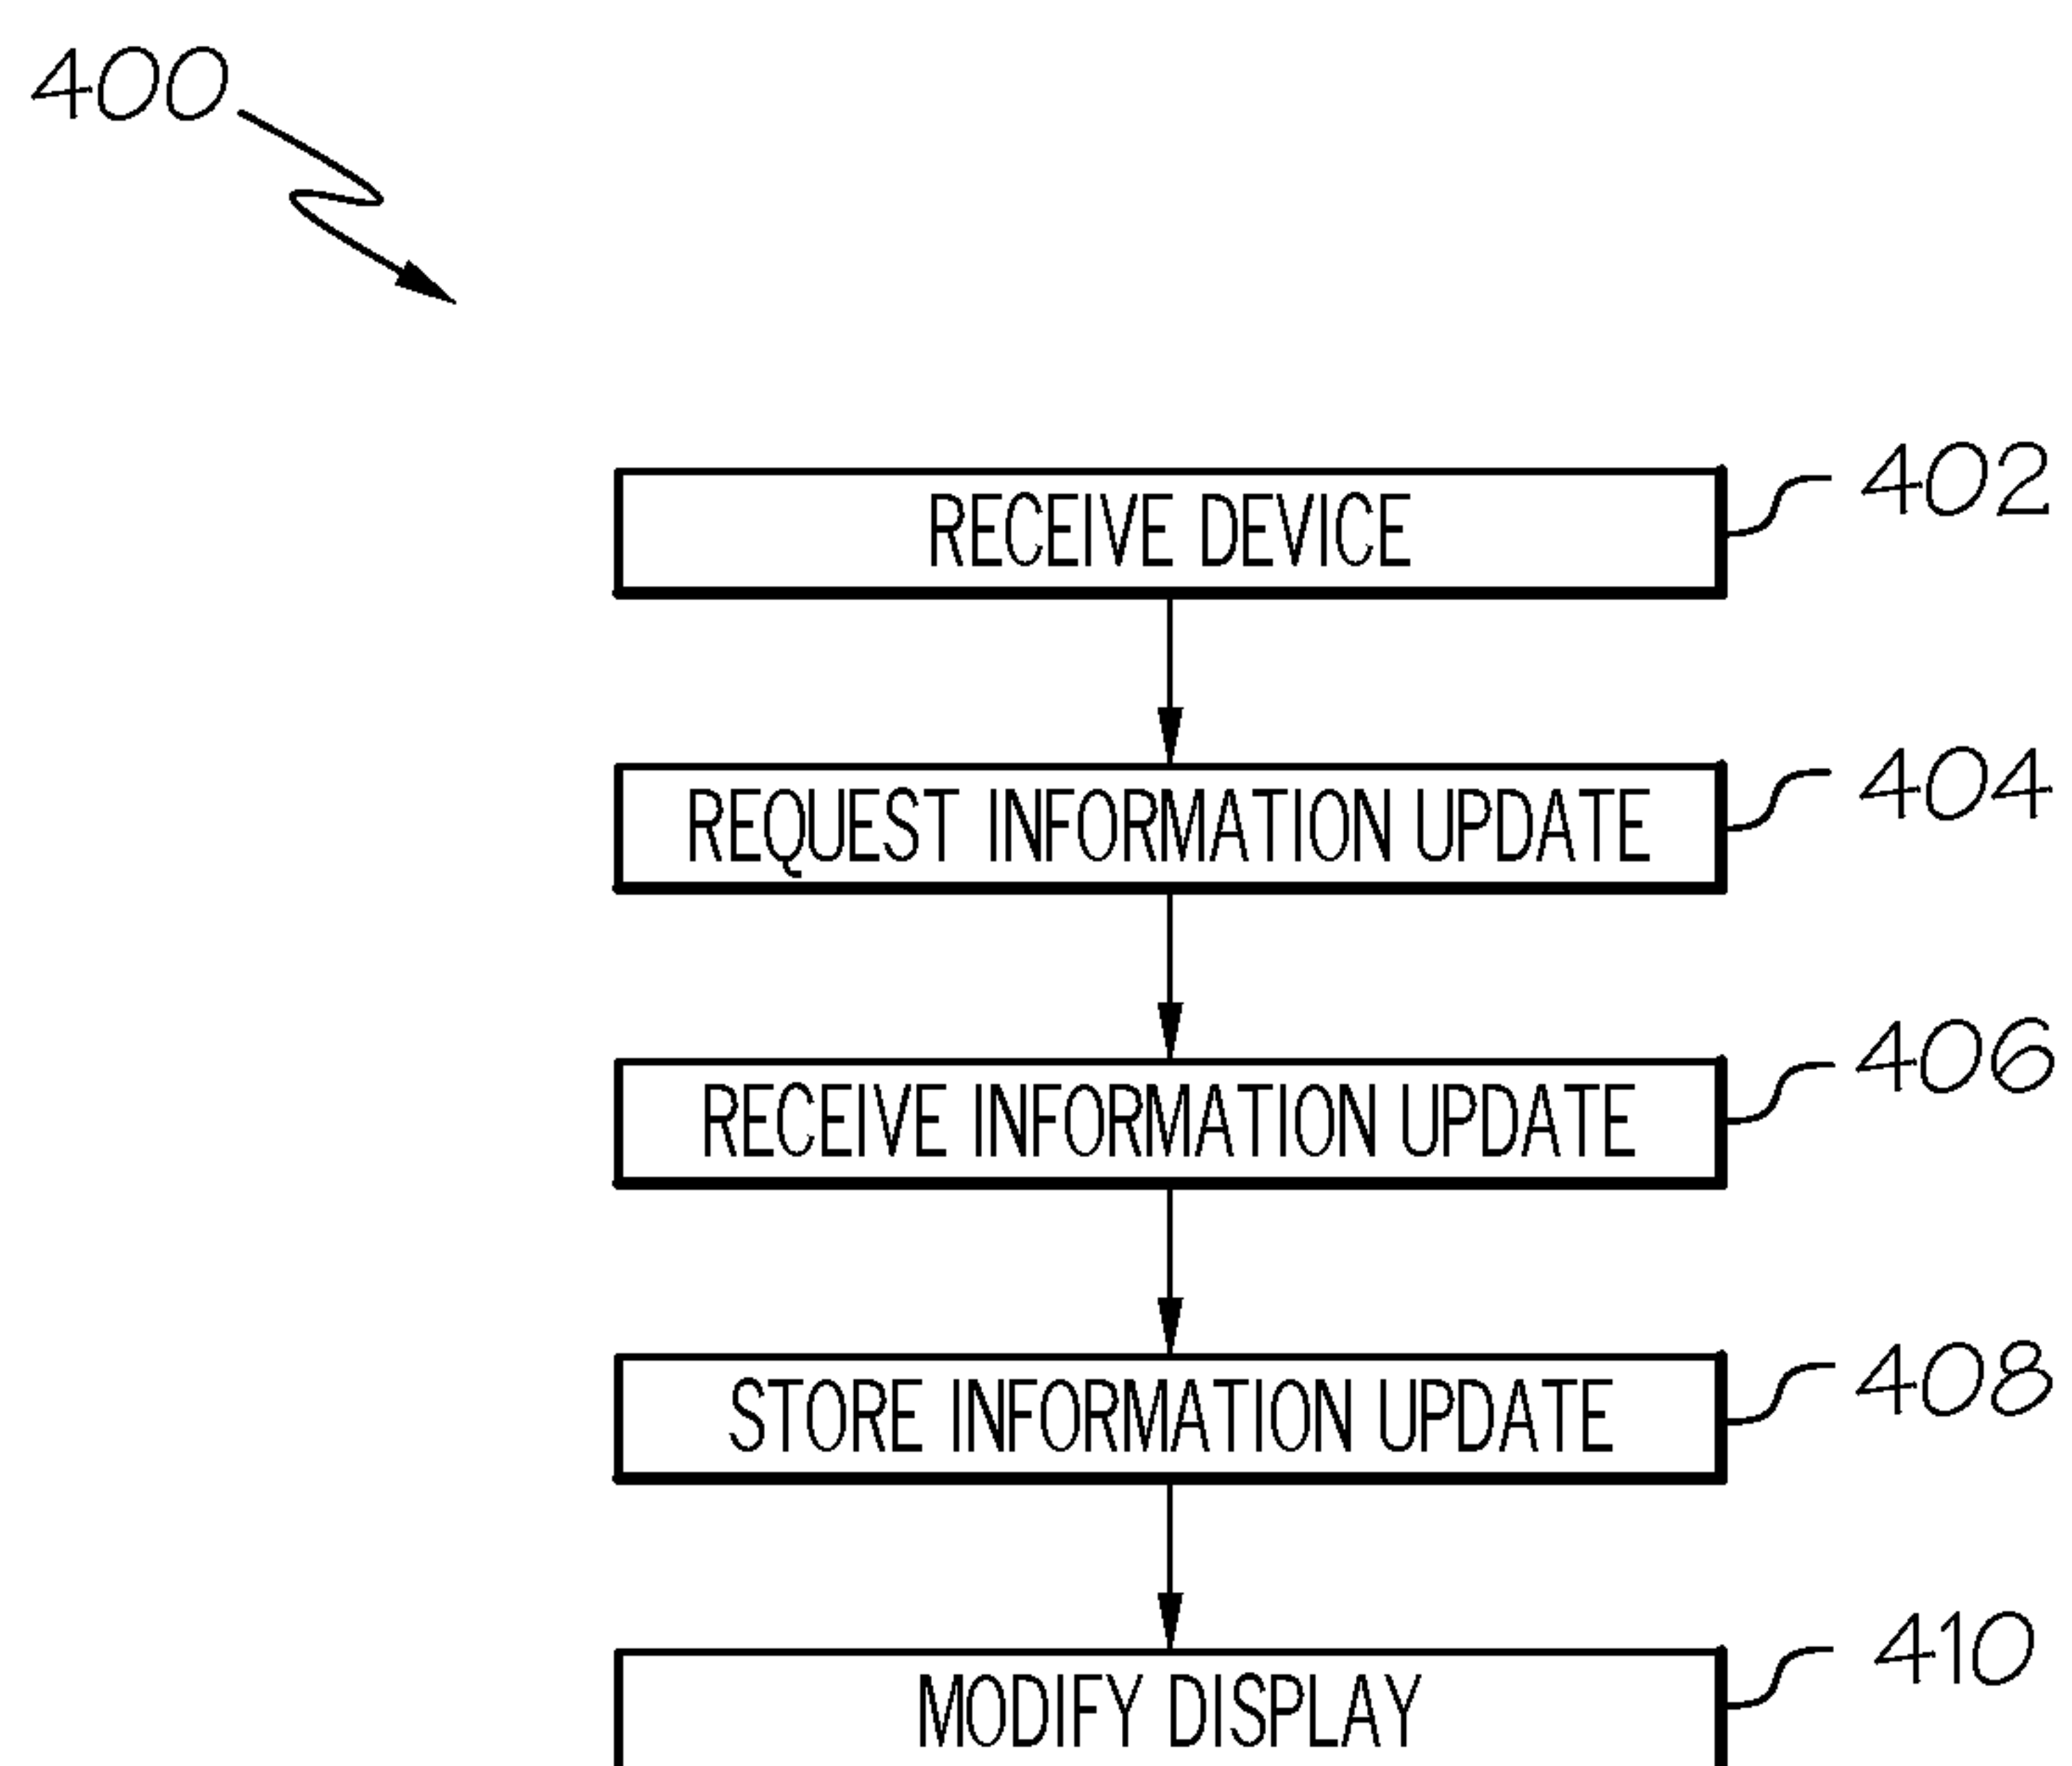 400
RECEIVE DEVICE 402
REQUEST INFORMATION UPDATE 404
RECEIVE INFORMATION UPDATE 406
STORE INFORMATION UPDATE 408
MODIFY DISPLAY 410